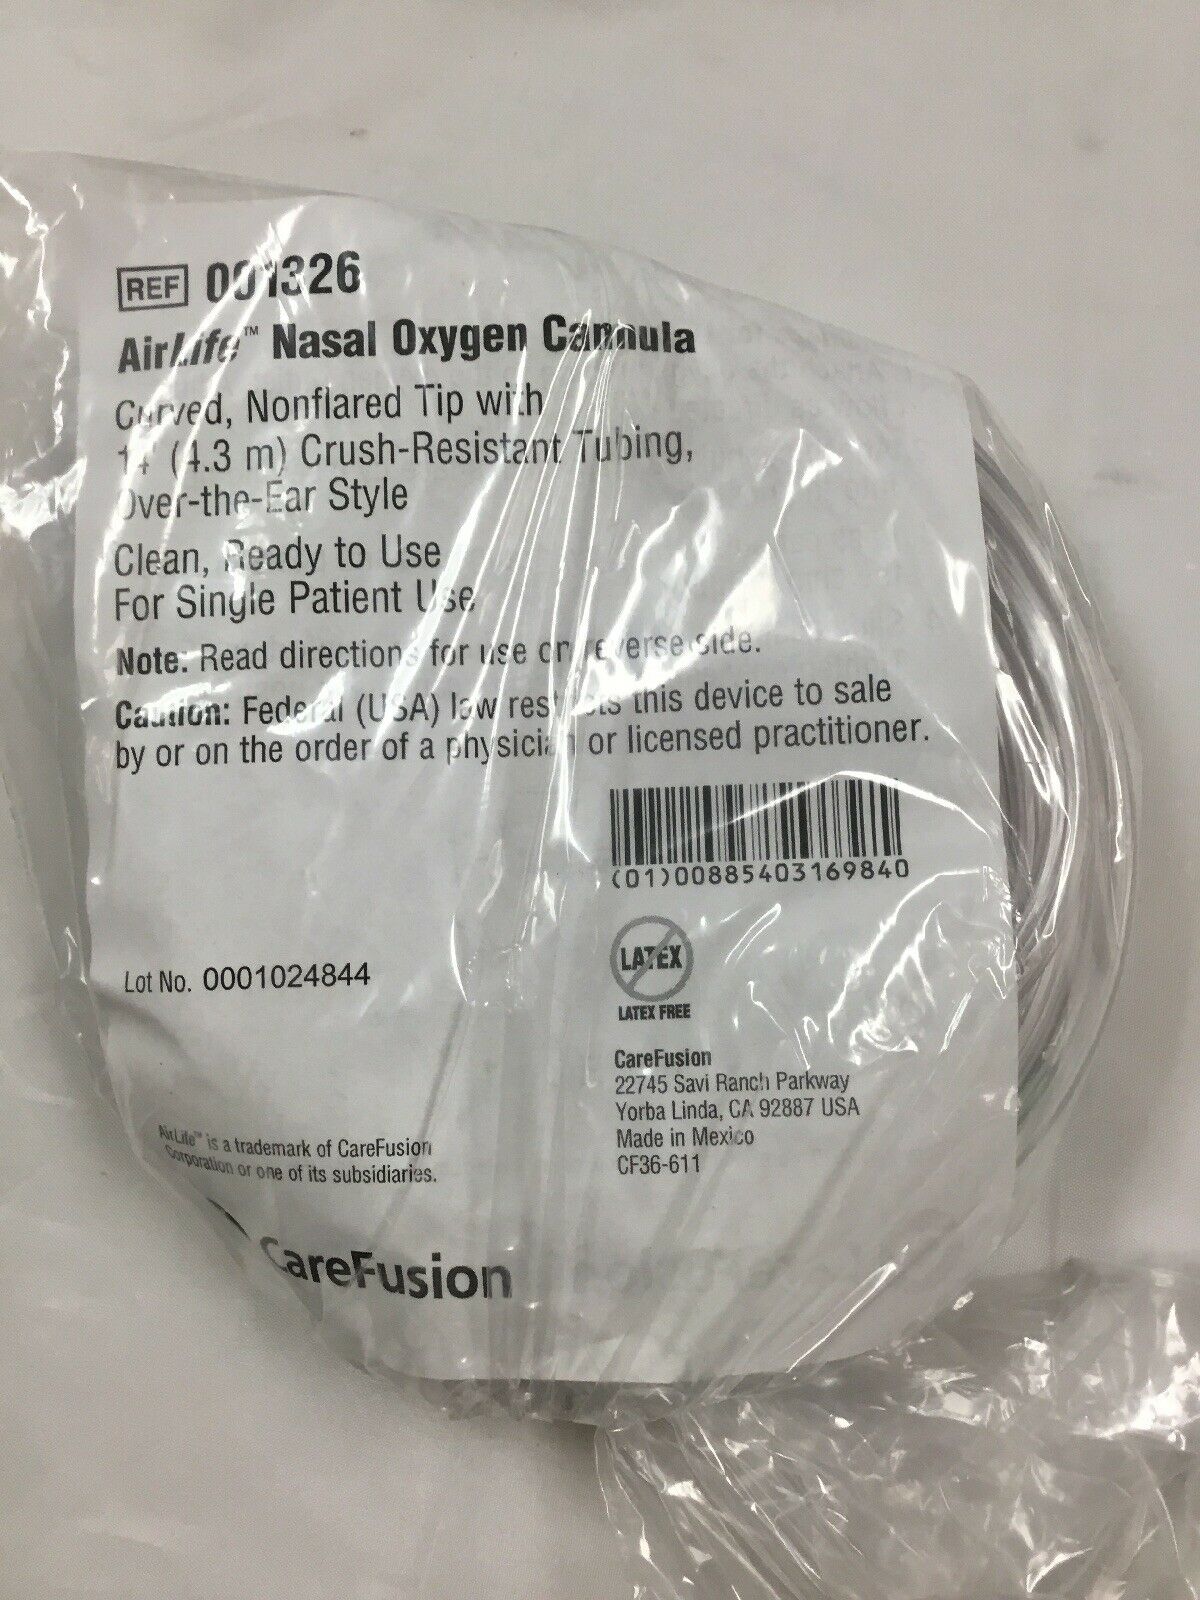 REF 001326
AirLife™ Nasal Oxygen Cannula
Curved, Nonflared Tip with
14' (4.3 m) Crush-Resistant Tubing,
Over-the-Ear Style
Clean, Ready to Use
For Single Patient Use
Note: Read directions for use on reverse side.
Caution: Federal (USA) law restricts this device to sale
by or on the order of a physician or licensed practitioner.
(01)00885403169840
Lot No. 0001024844
LATEX
LATEX FREE
CareFusion
22745 Savi Ranch Parkway
Yorba Linda, CA 92887 USA
Made in Mexico
CF36-611
AirLife™ is a trademark of CareFusion
Corporation or one of its subsidiaries.
CareFusion